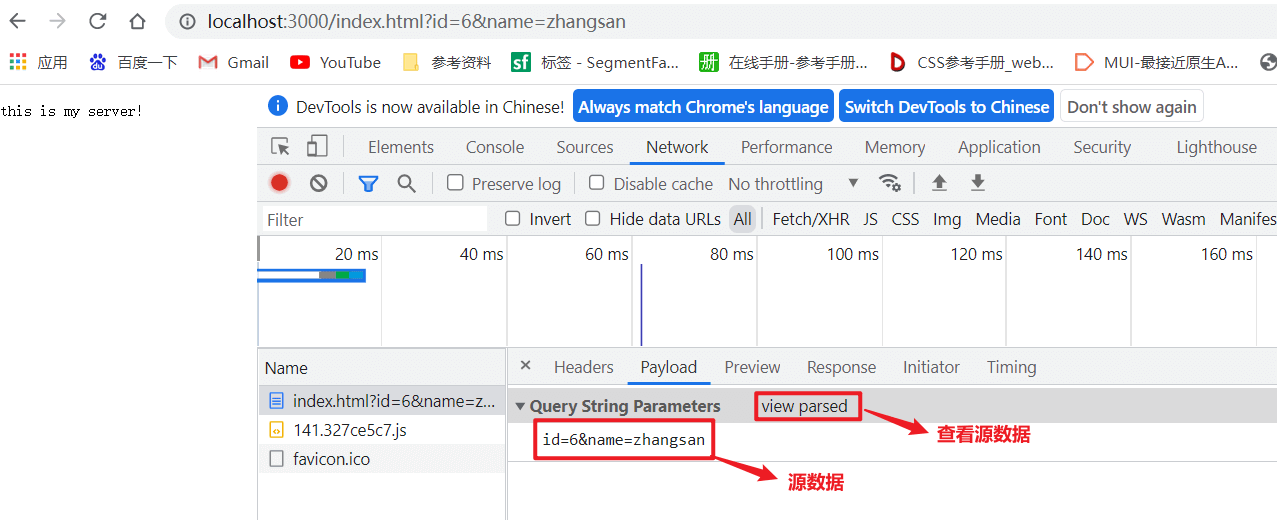 localhost:3000/index.html?id=6&name=zhangsan
应用 百度一下 Gmail YouTube 参考资料 标签 - SegmentFa... 在线手册-参考手册... CSS参考手册_web... MUI-最接近原生A...
this is my server!
DevTools is now available in Chinese! Always match Chrome's language Switch DevTools to Chinese Don't show again
Elements Console Sources Network Performance Memory Application Security Lighthouse
Preserve log Disable cache No throttling
Filter Invert Hide data URLs All Fetch/XHR JS CSS Img Media Font Doc WS Wasm Manifes
20 ms 40 ms 60 ms 80 ms 100 ms 120 ms 140 ms 160 ms
Name
index.html?id=6&name=z...
141.327ce5c7.js
favicon.ico
× Headers Payload Preview Response Initiator Timing
Query String Parameters view parsed
查看源数据
id=6&name=zhangsan
源数据